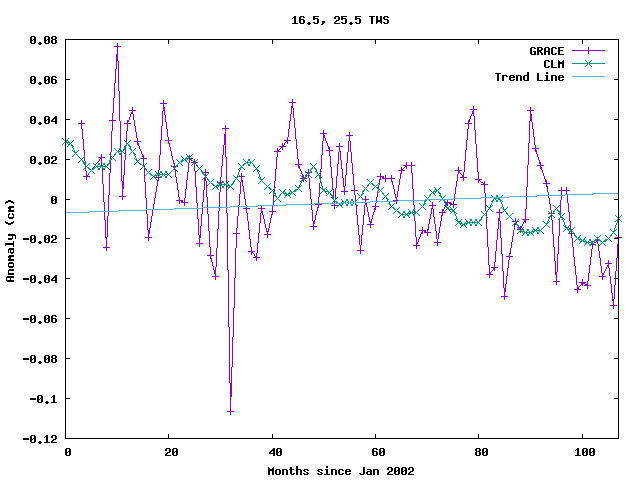 16.5, 25.5 TWS
GRACE
CLM
Trend Line
0.08
0.06
0.04
0.02
0
-0.02
-0.04
-0.06
-0.08
-0.1
-0.12
Anomaly (cm)
0 20 40 60 80 100
Months since Jan 2002